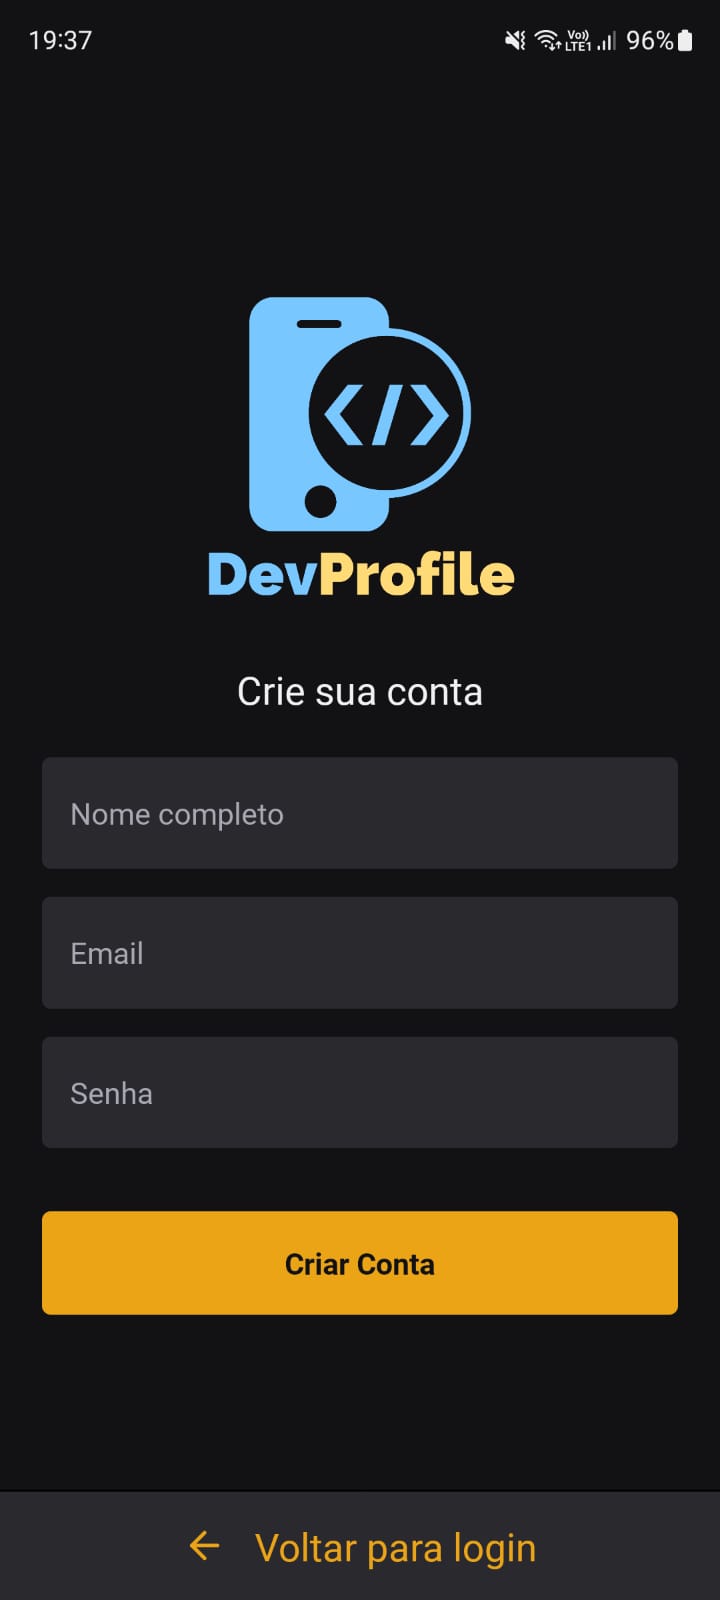 19:37 Vo)) LTE1 96%
</>
DevProfile
Crie sua conta
Nome completo
Email
Senha
Criar Conta
← Voltar para login